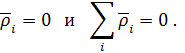 ρ̅ᵢ = 0 и ∑ᵢ ρ̅ᵢ = 0 .